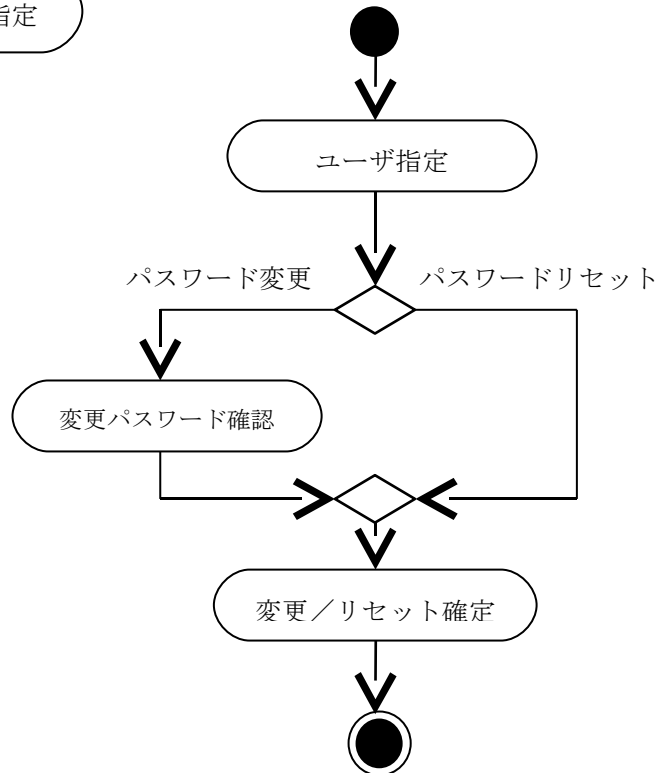 指定
ユーザ指定
パスワード変更
パスワードリセット
変更パスワード確認
変更／リセット確定